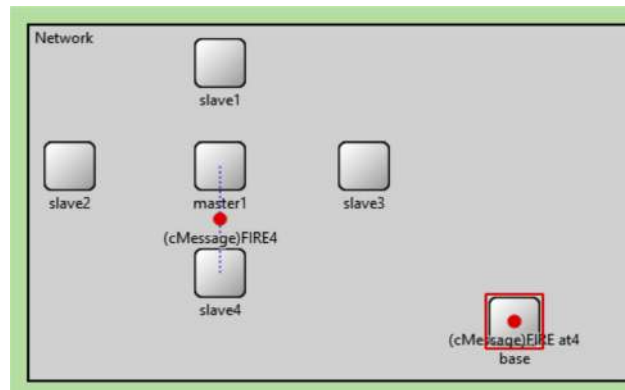 Network
slave1
slave2
master1
slave3
(cMessage)FIRE4
slave4
(cMessage)FIRE at4
base